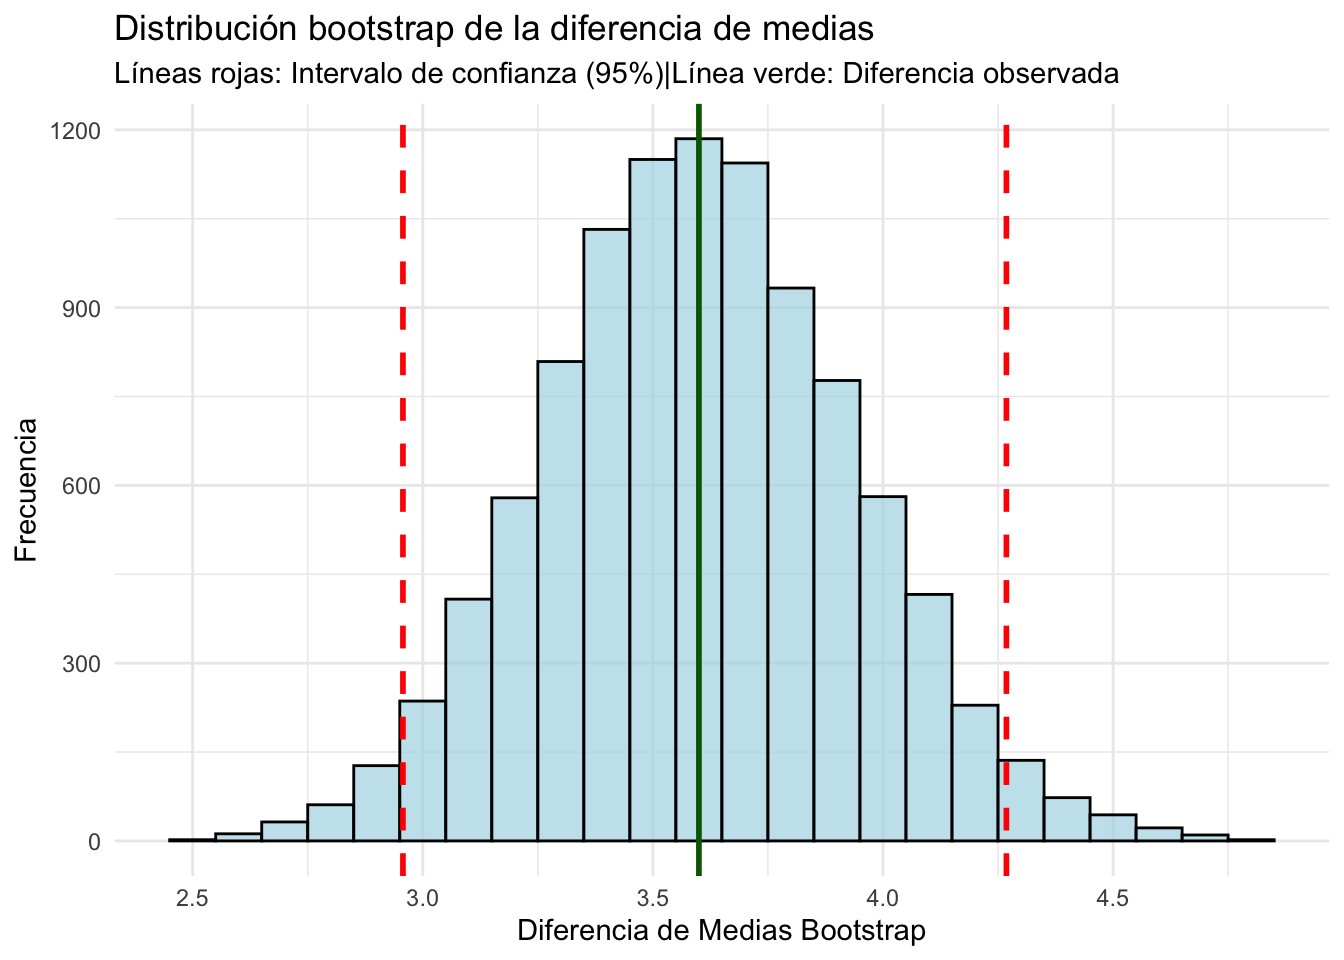 Distribución bootstrap de la diferencia de medias
Líneas rojas: Intervalo de confianza (95%)|Línea verde: Diferencia observada
1200
900
600
300
0
Frecuencia
2.5 3.0 3.5 4.0 4.5
Diferencia de Medias Bootstrap